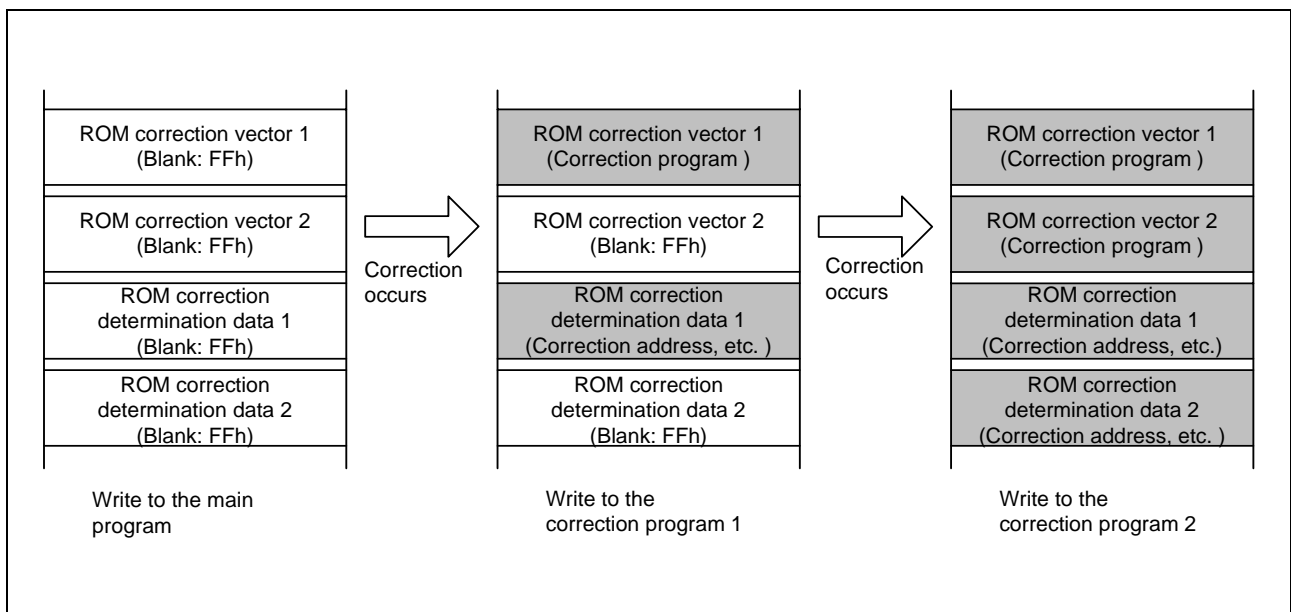 ROM correction vector 1
(Blank: FFh)
ROM correction vector 2
(Blank: FFh)
ROM correction
determination data 1
(Blank: FFh)
ROM correction
determination data 2
(Blank: FFh)
Write to the main
program
Correction
occurs
ROM correction vector 1
(Correction program )
ROM correction vector 2
(Blank: FFh)
ROM correction
determination data 1
(Correction address, etc. )
ROM correction
determination data 2
(Blank: FFh)
Write to the
correction program 1
Correction
occurs
ROM correction vector 1
(Correction program )
ROM correction vector 2
(Correction program )
ROM correction
determination data 1
(Correction address, etc.)
ROM correction
determination data 2
(Correction address, etc. )
Write to the
correction program 2